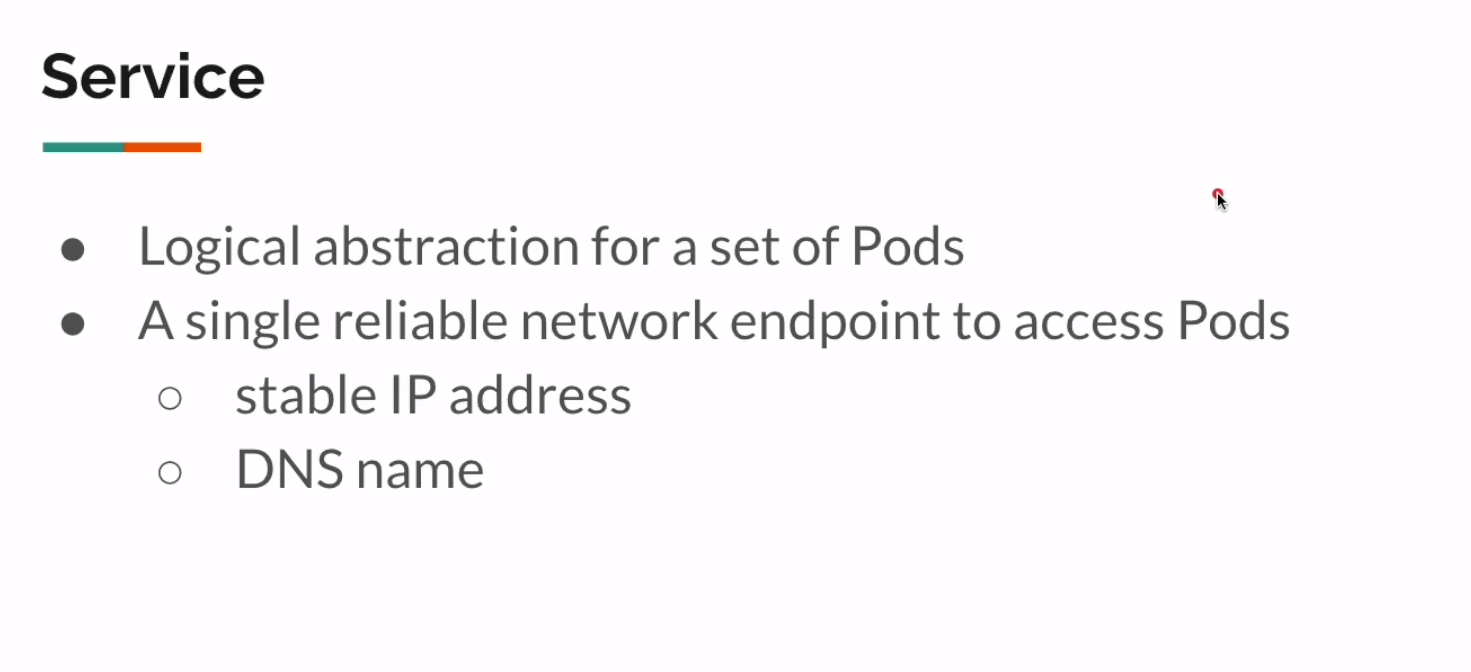 Service
● Logical abstraction for a set of Pods
● A single reliable network endpoint to access Pods
○ stable IP address
○ DNS name